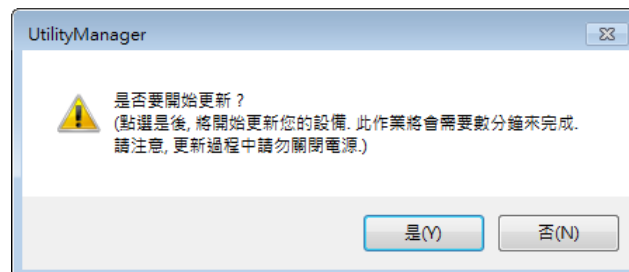 UtilityManager
是否要開始更新？
(點選是後, 將開始更新您的設備. 此作業將會需要數分鐘來完成.
請注意, 更新過程中請勿關閉電源.)
是(Y)
否(N)